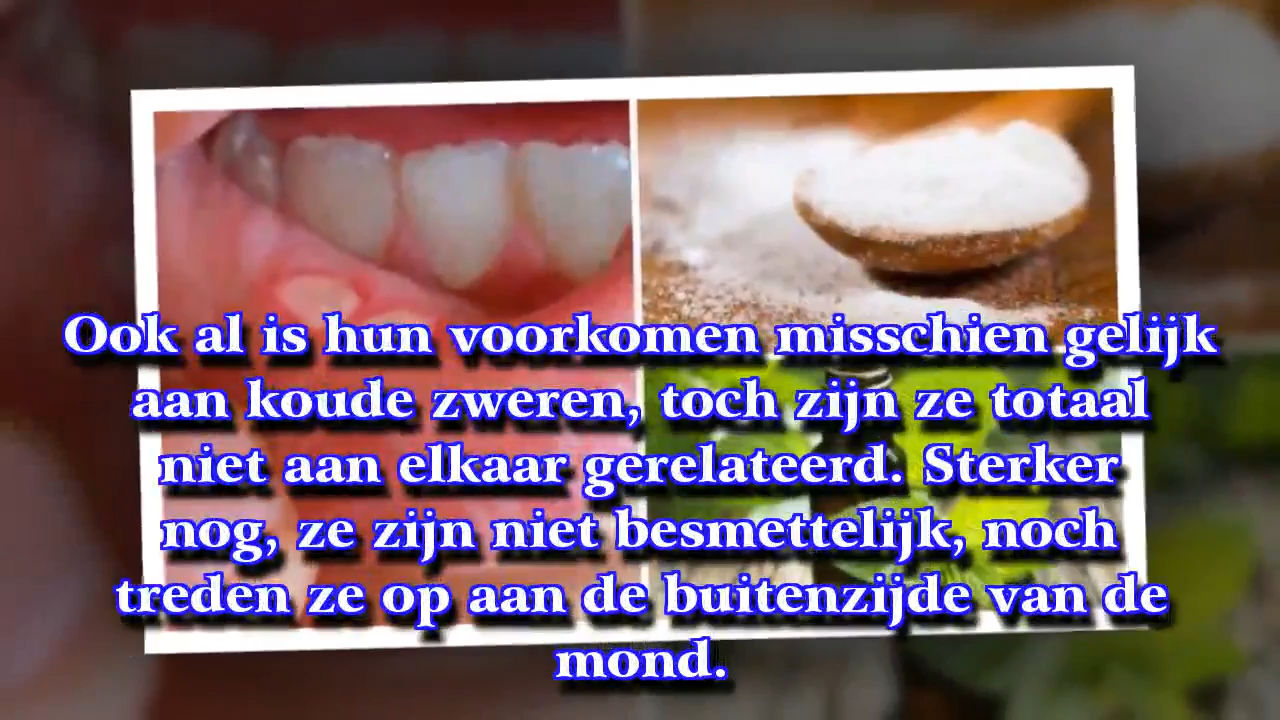 Ook al is hun voorkomen misschien gelijk
aan koude zweren, toch zijn ze totaal
niet aan elkaar gerelateerd. Sterker
nog, ze zijn niet besmettelijk, noch
treden ze op aan de buitenzijde van de
mond.